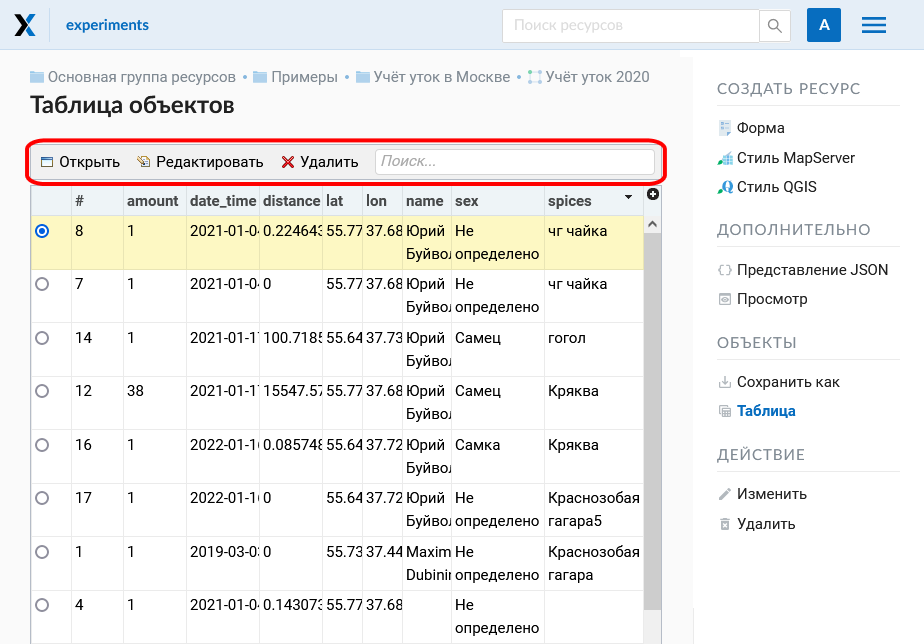 experiments
Поиск ресурсов
A
Основная группа ресурсов • Примеры • Учёт уток в Москве • Учёт уток 2020
Таблица объектов
Открыть Редактировать Удалить Поиск...
# amount date_time distance lat lon name sex spices
8 1 2021-01-04 0.224643 55.77 37.68 Юрий Не чг чайка
Буйвол определено
7 1 2021-01-04 0 55.77 37.68 Юрий Не чг чайка
Буйвол определено
14 1 2021-01-17 100.7185 55.64 37.73 Юрий Самец гогол
Буйвол
12 38 2021-01-17 15547.57 55.77 37.68 Юрий Самец Кряква
Буйвол
16 1 2022-01-16 0.085748 55.64 37.72 Юрий Самка Кряква
Буйвол
17 1 2022-01-16 0 55.64 37.72 Юрий Не Краснозобая
Буйвол определено гагара5
1 1 2019-03-03 0 55.73 37.44 Maxim Не Краснозобая
Dubinin определено гагара
4 1 2021-01-04 0.143073 55.77 37.68 Не
определено
СОЗДАТЬ РЕСУРС
Форма
Стиль MapServer
Стиль QGIS
ДОПОЛНИТЕЛЬНО
Представление JSON
Просмотр
ОБЪЕКТЫ
Сохранить как
Таблица
ДЕЙСТВИЕ
Изменить
Удалить